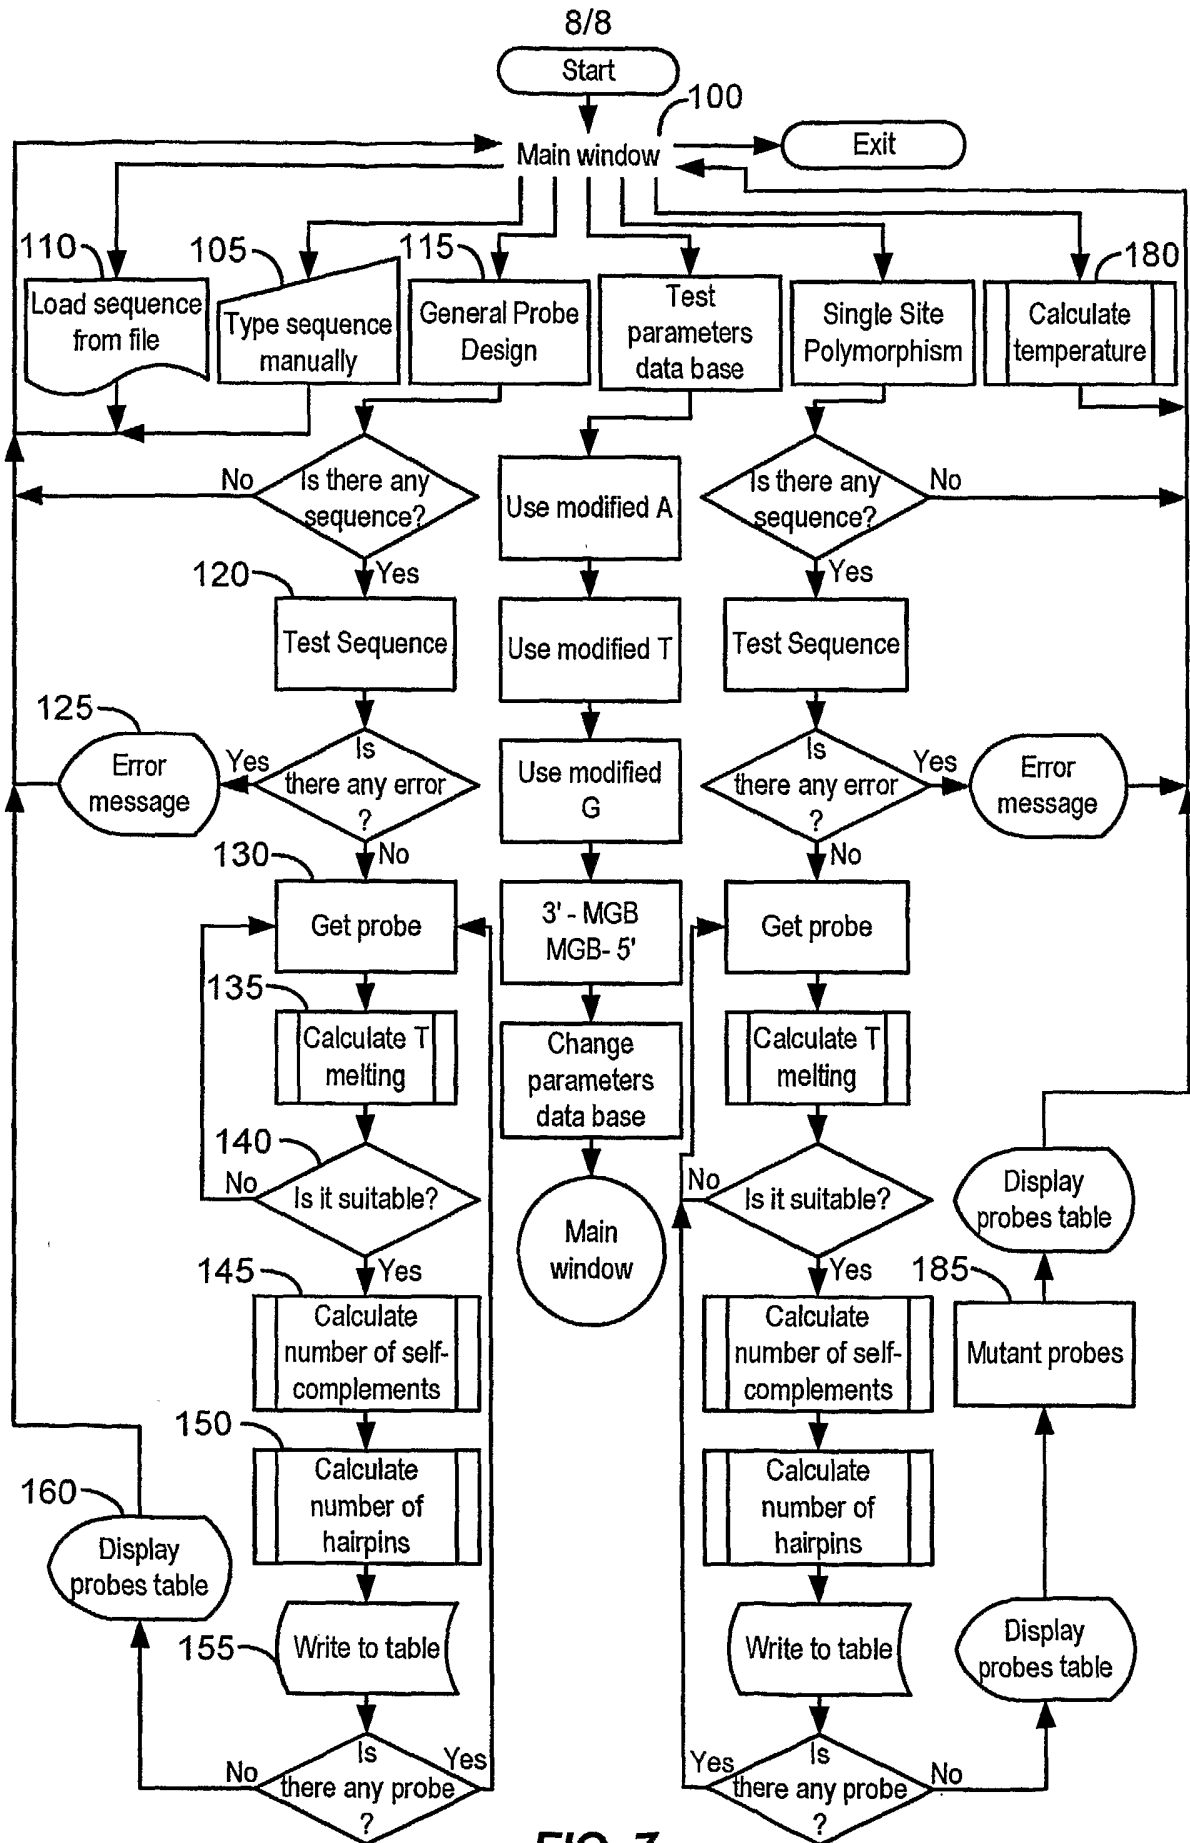 8/8
Start
100
Main window
Exit
110
Load sequence
from file
105
Type sequence
manually
115
General Probe
Design
Test
parameters
data base
Single Site
Polymorphism
180
Calculate
temperature
No
Is there any
sequence?
Yes
120
Test Sequence
125
Error
message
Yes
Is
there any error
?
No
130
Get probe
135
Calculate T
melting
140
No
Is it suitable?
Yes
145
Calculate
number of self-
complements
150
Calculate
number of
hairpins
160
Display
probes table
155
Write to table
No
Is
there any probe
?
Yes
Use modified A
Use modified T
Use modified
G
3' - MGB
MGB- 5'
Change
parameters
data base
Main
window
Is there any
sequence?
No
Yes
Test Sequence
Is
there any error
?
Yes
Error
message
No
Get probe
Calculate T
melting
No
Is it suitable?
Yes
Calculate
number of self-
complements
Calculate
number of
hairpins
Write to table
Yes
Is
there any probe
?
No
Display
probes table
185
Mutant probes
Display
probes table